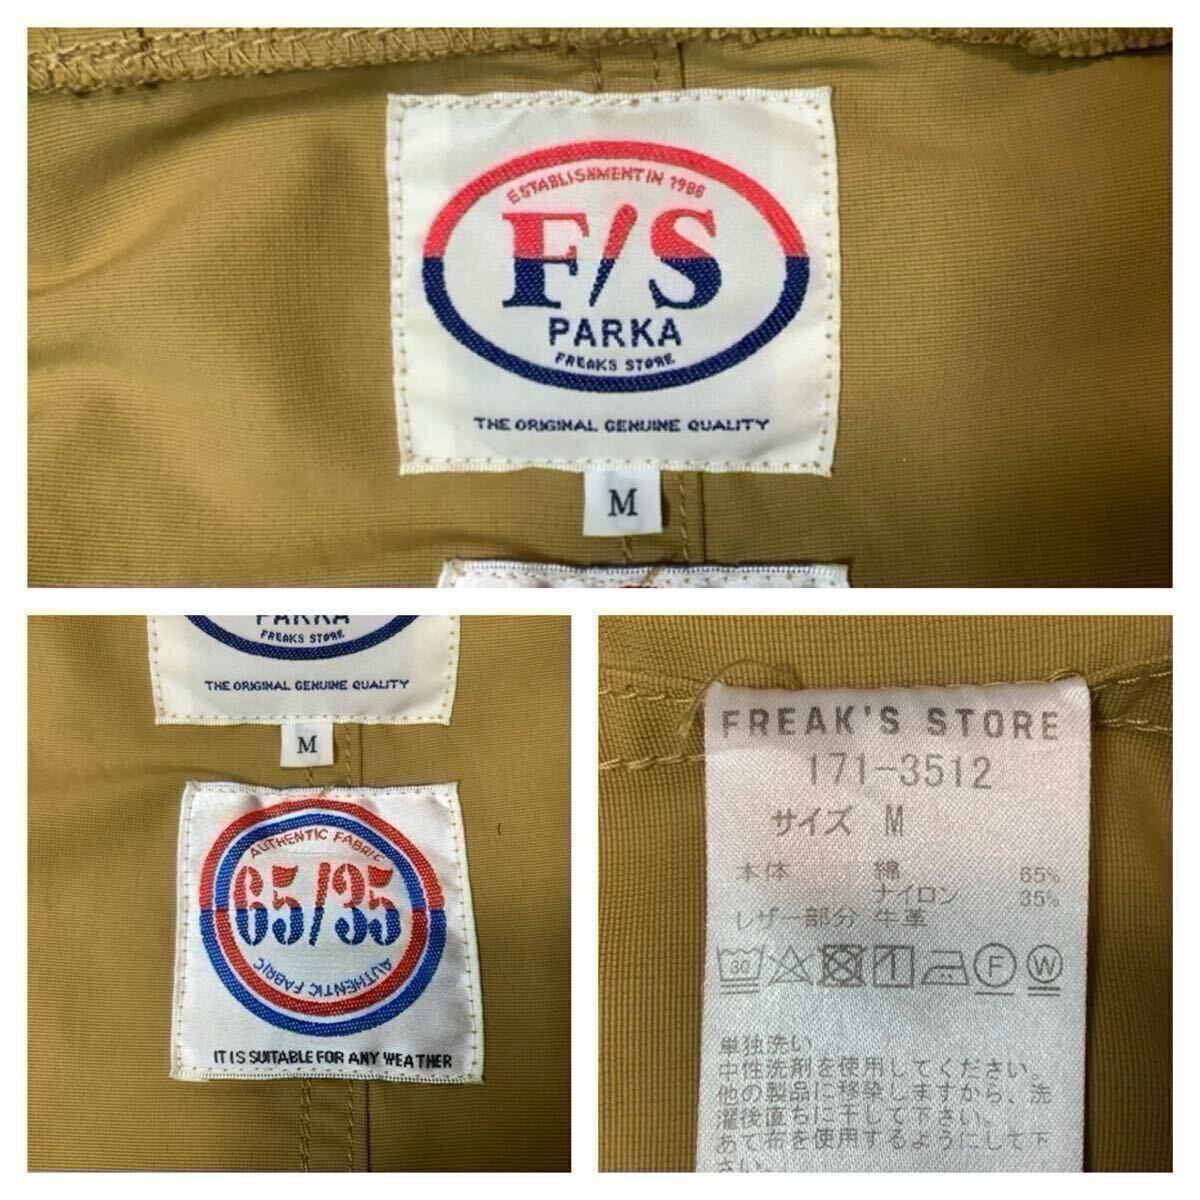 ESTABLISHMENT IN 1986
F/S
PARKA
FREAKS STORE
THE ORIGINAL GENUINE QUALITY
M
PARKA
FREAKS STORE
THE ORIGINAL GENUINE QUALITY
M
AUTHENTIC FABRIC
65/35
AUTHENTIC FABRIC
IT IS SUITABLE FOR ANY WEATHER
FREAK'S STORE
171-3512
サイズ M
本体 綿 65%
ナイロン 35%
レザー部分 牛革
30 F W
単独洗い
中性洗剤を使用してください。
他の製品に移染しますから、洗
濯後直ちに干して下さい。
あて布を使用するようにして下
さい。